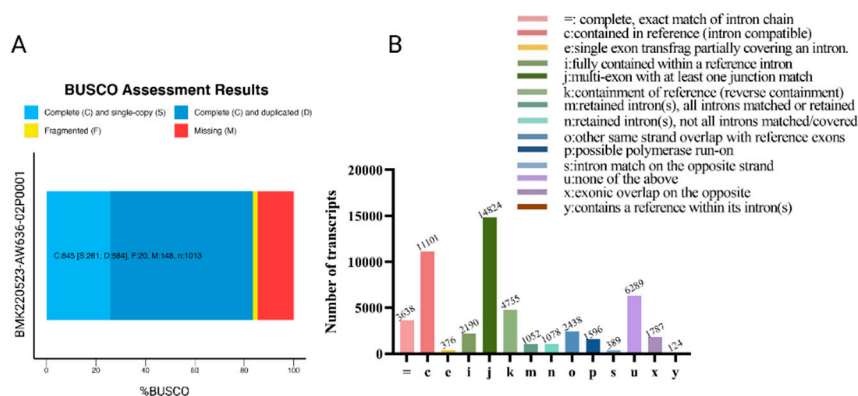 A
BUSCO Assessment Results
Complete (C) and single-copy (S)
Complete (C) and duplicated (D)
Fragmented (F)
Missing (M)
BMK220523-AW636-02P0001
C:845 [S:261, D:584], F:20, M:148, n:1013
0 20 40 60 80 100
%BUSCO
B
=: complete, exact match of intron chain
c:contained in reference (intron compatible)
e:single exon transfrag partially covering an intron.
i:fully contained within a reference intron
j:multi-exon with at least one junction match
k:containment of reference (reverse containment)
m:retained intron(s), all introns matched or retained
n:retained intron(s), not all introns matched/covered
o:other same strand overlap with reference exons
p:possible polymerase run-on
s:intron match on the opposite strand
u:none of the above
x:exonic overlap on the opposite
y:contains a reference within its intron(s)
Number of transcripts
20000
15000
10000
5000
0
3638 11101 376 2190 14824 4755 1052 1078 2438 1596 389 6289 1787 124
= c e i j k m n o p s u x y